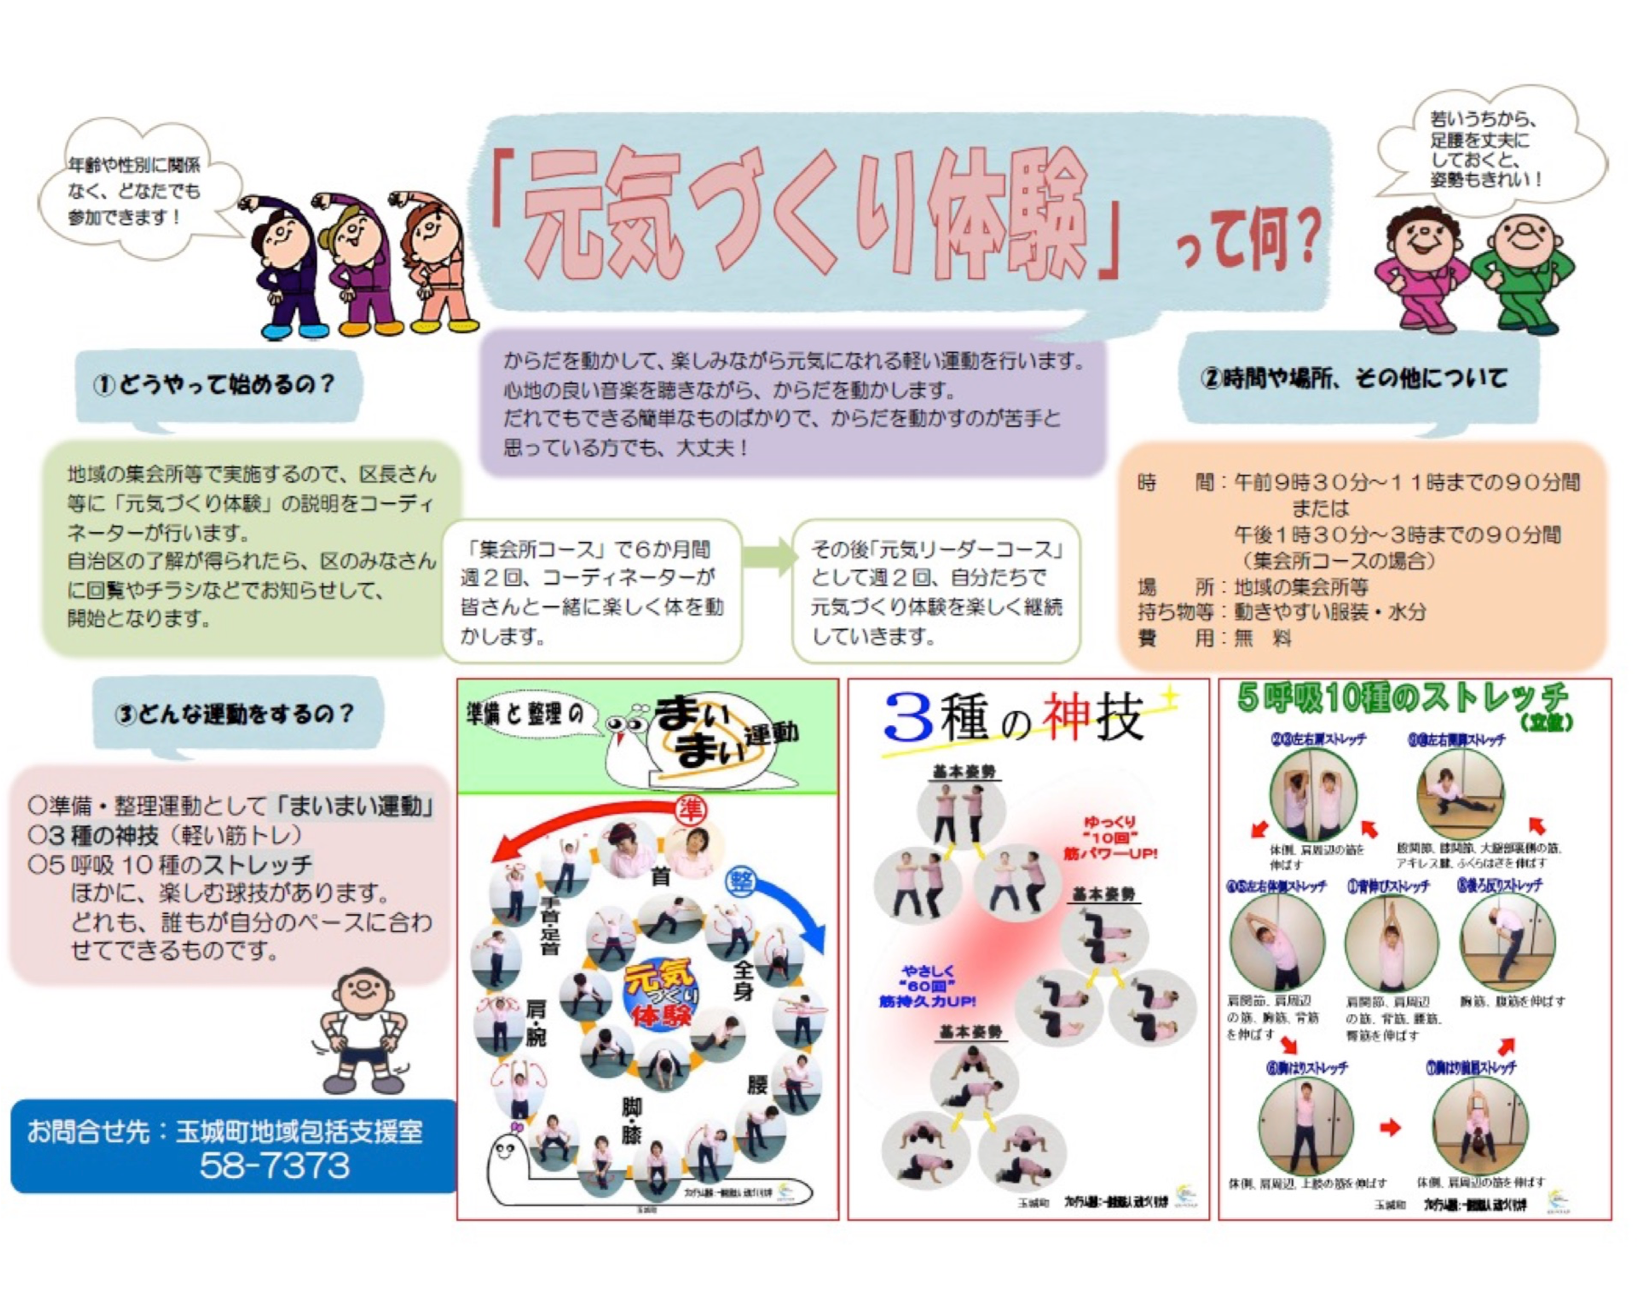 年齢や性別に関係
なく、どなたでも
参加できます！
「元気づくり体験」って何？
若いうちから、
足腰を丈夫に
しておくと、
姿勢もきれい！
からだを動かして、楽しみながら元気になれる軽い運動を行います。
心地の良い音楽を聴きながら、からだを動かします。
だれでもできる簡単なものばかりで、からだを動かすのが苦手と
思っている方でも、大丈夫！
①どうやって始めるの？
地域の集会所等で実施するので、区長さん
等に「元気づくり体験」の説明をコーディ
ネーターが行います。
自治区の了解が得られたら、区のみなさん
に回覧やチラシなどでお知らせして、
開始となります。
「集会所コース」で６か月間
週２回、コーディネーターが
皆さんと一緒に楽しく体を動
かします。
その後「元気リーダーコース」
として週２回、自分たちで
元気づくり体験を楽しく継続
していきます。
②時間や場所、その他について
時　　間：午前９時３０分～１１時までの９０分間
または
午後１時３０分～３時までの９０分間
（集会所コースの場合）
場　　所：地域の集会所等
持ち物等：動きやすい服装・水分
費　　用：無　料
③どんな運動をするの？
○準備・整理運動として「まいまい運動」
○３種の神技（軽い筋トレ）
○５呼吸１０種のストレッチ
ほかに、楽しむ球技があります。
どれも、誰もが自分のペースに合わ
せてできるものです。
お問合せ先：玉城町地域包括支援室
58-7373
準備と整理の
まいまい運動
準
首
整
手首・足首
全身
肩・腕
元気
づくり
体験
腰
脚・膝
玉城町
３種の神技
基本姿勢
ゆっくり
“10回”
筋パワーUP!
基本姿勢
やさしく
“60回”
筋持久力UP!
基本姿勢
玉城町
５呼吸10種のストレッチ
（立位）
②③左右肩ストレッチ
体側、肩周辺の筋を
伸ばす
股関節、膝関節、大腿部裏側の筋、
アキレス腱、ふくらはぎを伸ばす
④⑤左右体側ストレッチ
①背伸びストレッチ
⑧後ろ反りストレッチ
肩関節、肩周辺
の筋、胸筋、背筋
を伸ばす
肩関節、肩周辺
の筋、背筋、腰筋、
臀筋を伸ばす
胸筋、腹筋を伸ばす
⑥胸はりストレッチ
⑦胸はり前屈ストレッチ
体側、肩周辺、上肢の筋を伸ばす
体側、肩周辺の筋を伸ばす
玉城町